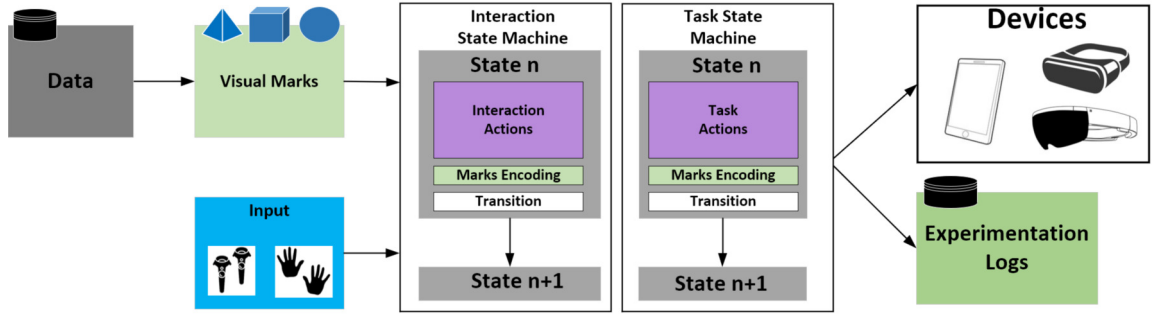 Data
Visual Marks
Input
Interaction
State Machine
State n
Interaction
Actions
Marks Encoding
Transition
State n+1
Task State
Machine
State n
Task
Actions
Marks Encoding
Transition
State n+1
Devices
Experimentation
Logs